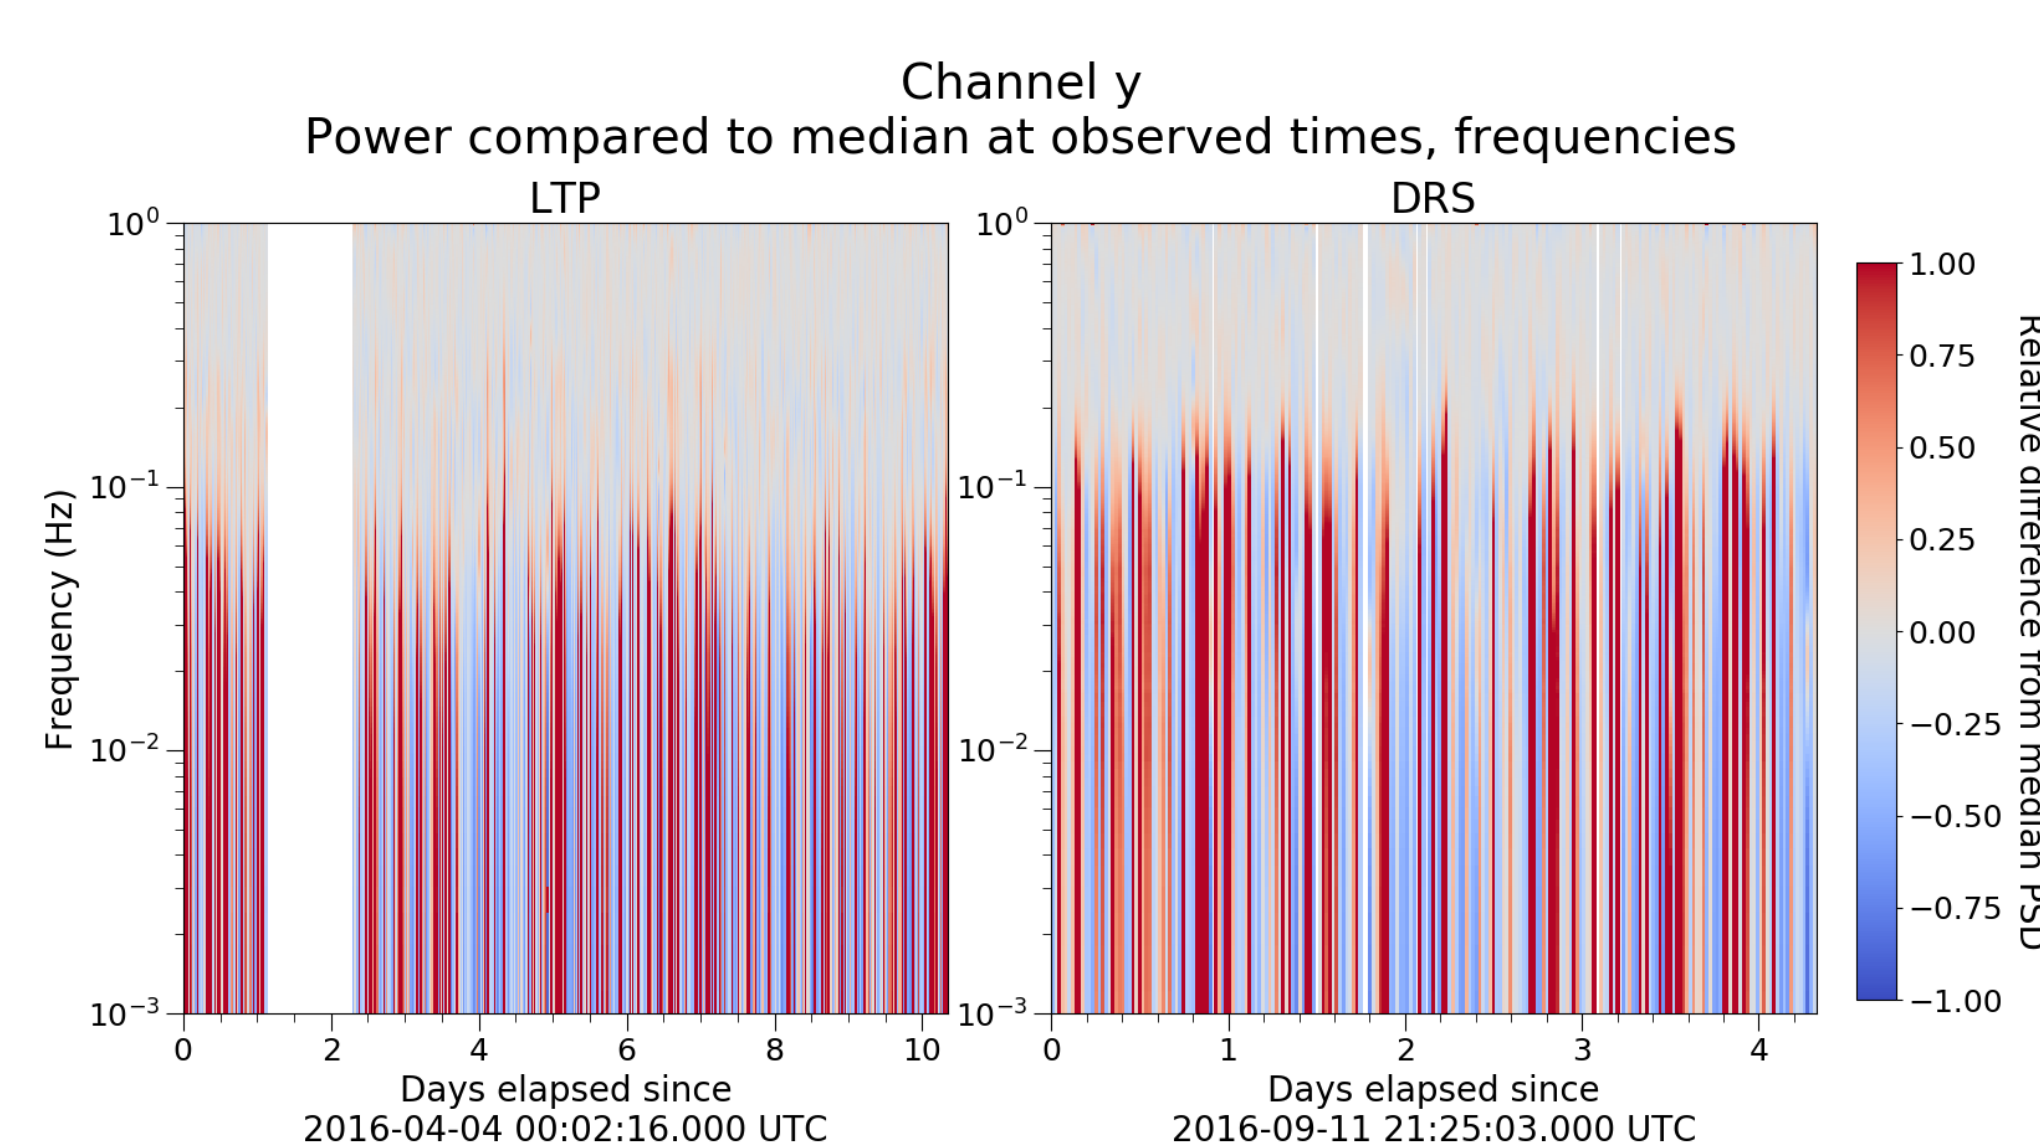 Channel y
Power compared to median at observed times, frequencies
LTP
DRS
10⁰
10⁻¹
10⁻²
10⁻³
Frequency (Hz)
0 2 4 6 8 10
Days elapsed since
2016-04-04 00:02:16.000 UTC
10⁰
10⁻¹
10⁻²
10⁻³
0 1 2 3 4
Days elapsed since
2016-09-11 21:25:03.000 UTC
1.00
0.75
0.50
0.25
0.00
−0.25
−0.50
−0.75
−1.00
Relative difference from median PSD